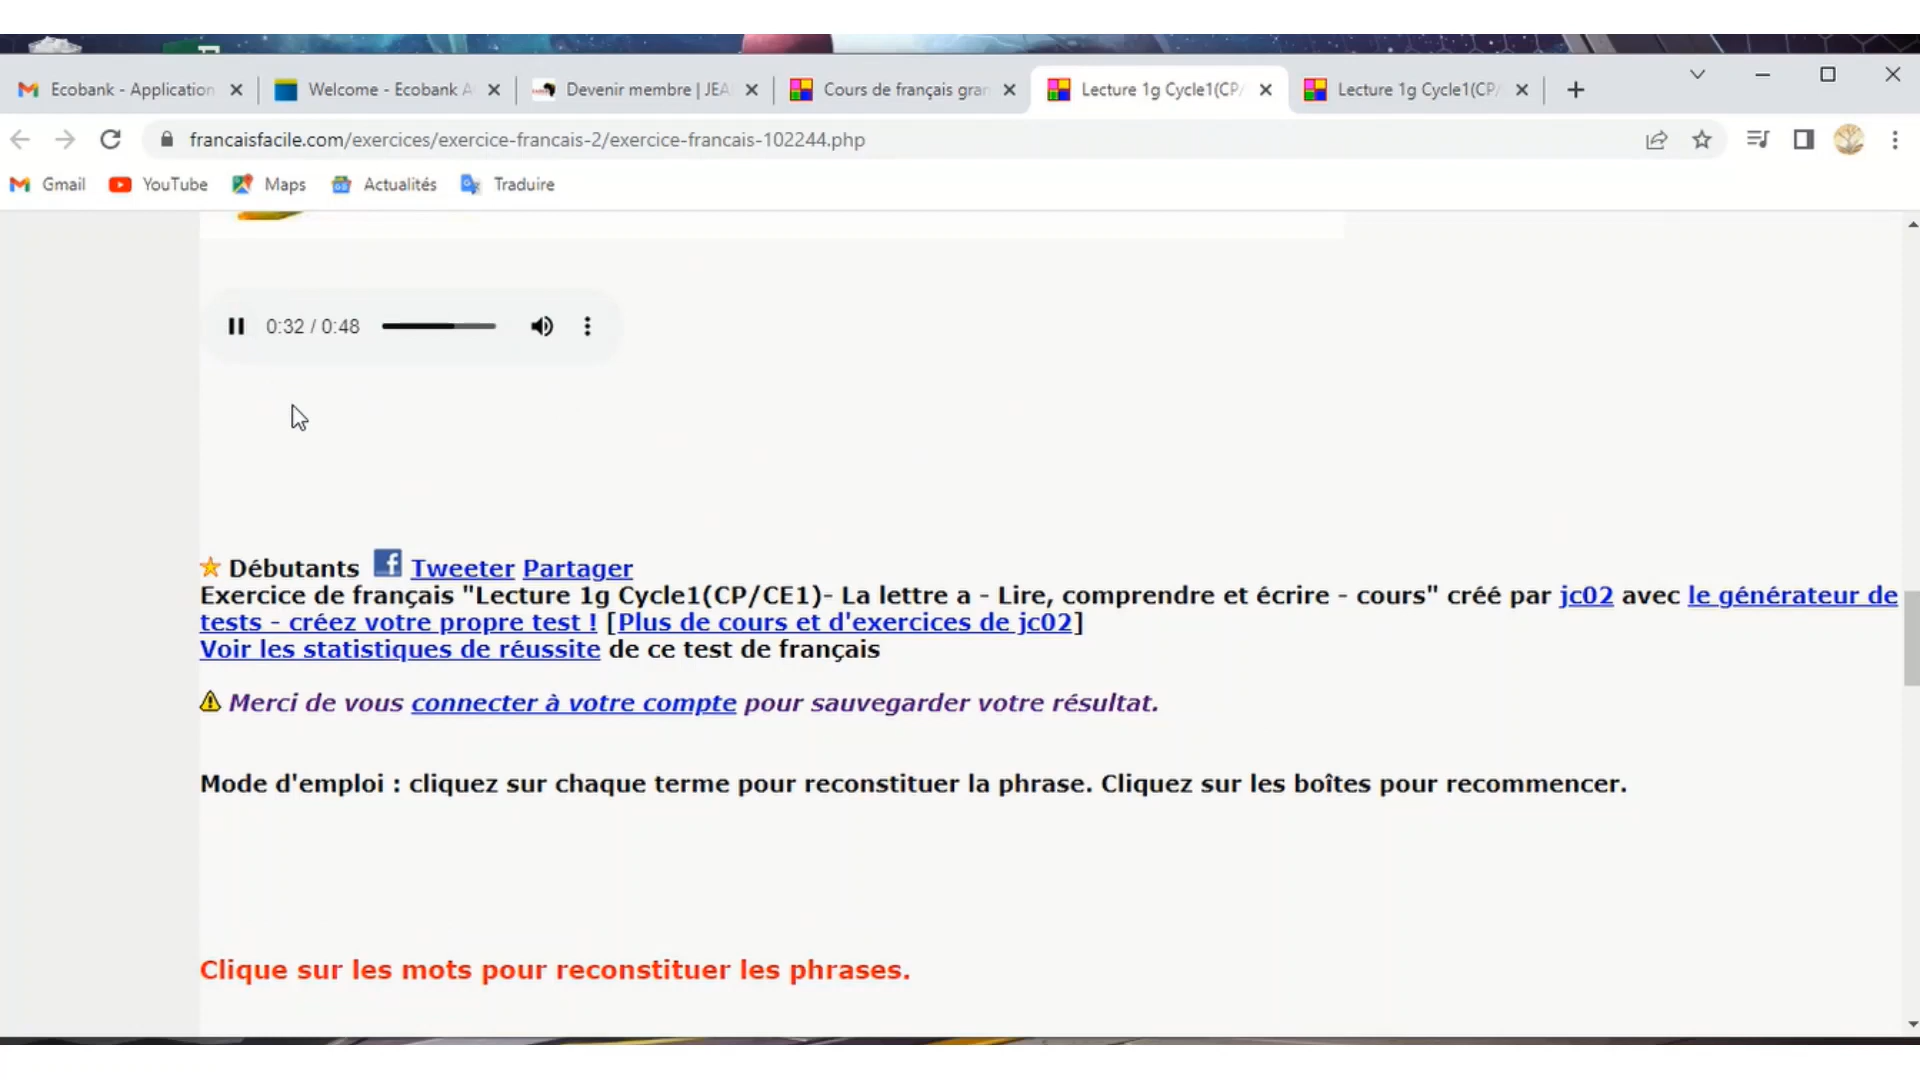 Ecobank - Application
Welcome - Ecobank A
Devenir membre | JEA
Cours de français gran
Lecture 1g Cycle1(CP/
Lecture 1g Cycle1(CP/
francaisfacile.com/exercices/exercice-francais-2/exercice-francais-102244.php
Gmail
YouTube
Maps
Actualités
Traduire
0:32 / 0:48
Débutants Tweeter Partager
Exercice de français "Lecture 1g Cycle1(CP/CE1)- La lettre a - Lire, comprendre et écrire - cours" créé par jc02 avec le générateur de
tests - créez votre propre test ! [Plus de cours et d'exercices de jc02]
Voir les statistiques de réussite de ce test de français
Merci de vous connecter à votre compte pour sauvegarder votre résultat.
Mode d'emploi : cliquez sur chaque terme pour reconstituer la phrase. Cliquez sur les boîtes pour recommencer.
Clique sur les mots pour reconstituer les phrases.